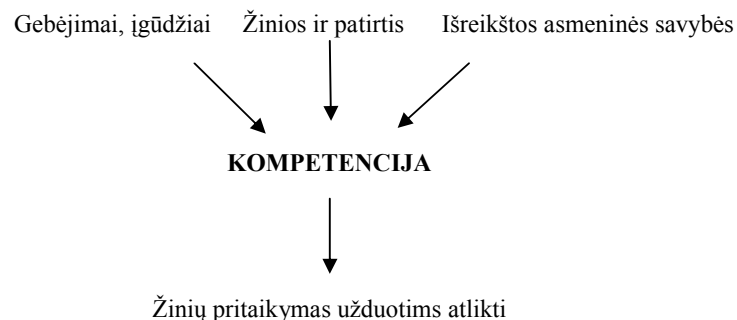 Gebėjimai, įgūdžiai Žinios ir patirtis Išreikštos asmeninės savybės
KOMPETENCIJA
Žinių pritaikymas užduotims atlikti